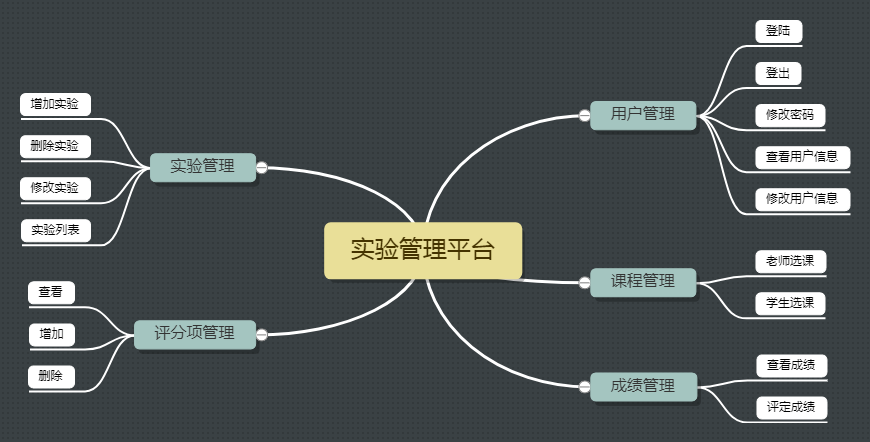 实验管理平台
用户管理
登陆
登出
修改密码
查看用户信息
修改用户信息
课程管理
老师选课
学生选课
成绩管理
查看成绩
评定成绩
实验管理
增加实验
删除实验
修改实验
实验列表
评分项管理
查看
增加
删除